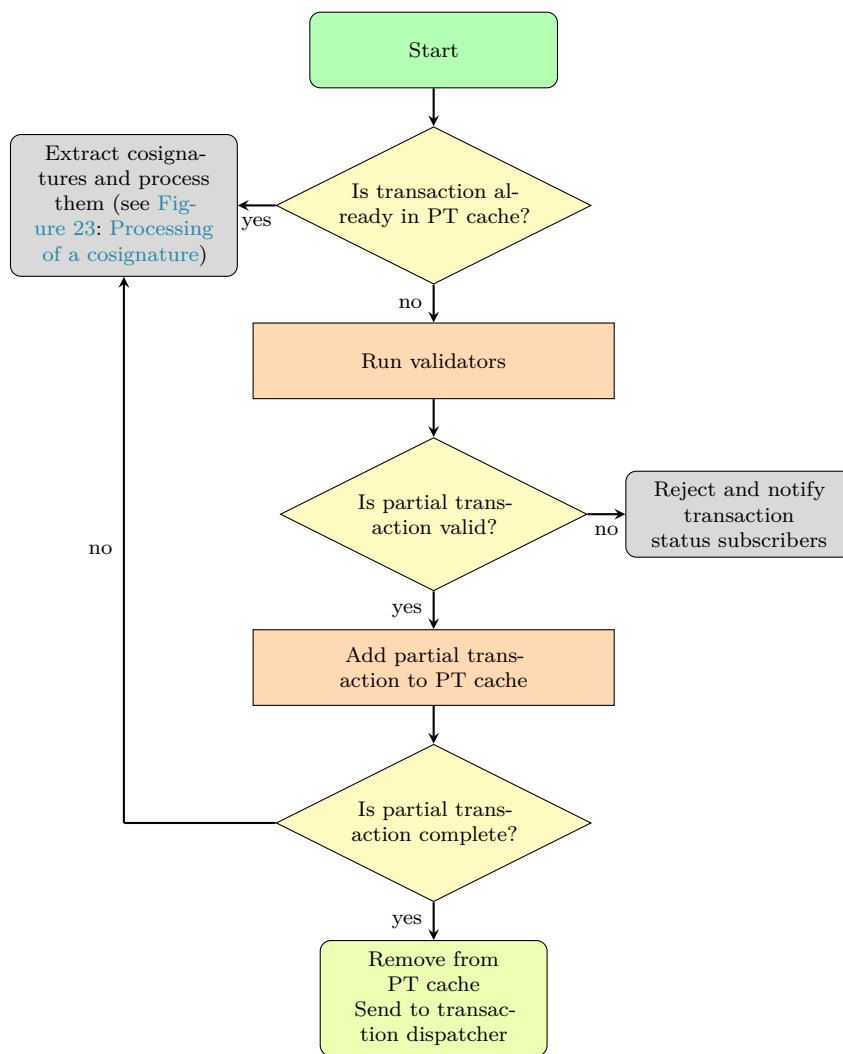 Start
Is transaction al-
ready in PT cache?
yes
Extract cosigna-
tures and process
them (see Fig-
ure 23: Processing
of a cosignature)
no
Run validators
Is partial trans-
action valid?
no
Reject and notify
transaction
status subscribers
yes
Add partial trans-
action to PT cache
Is partial trans-
action complete?
no
yes
Remove from
PT cache
Send to transac-
tion dispatcher